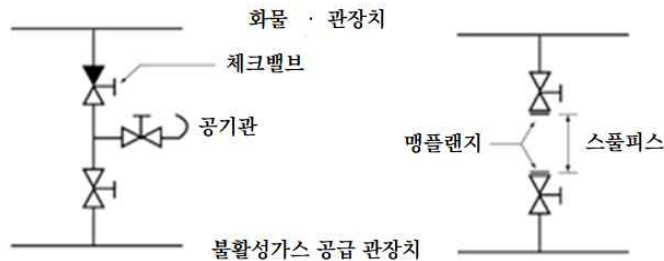 화물 · 관장치
체크밸브
공기관
맹플랜지
스풀피스
불활성가스 공급 관장치